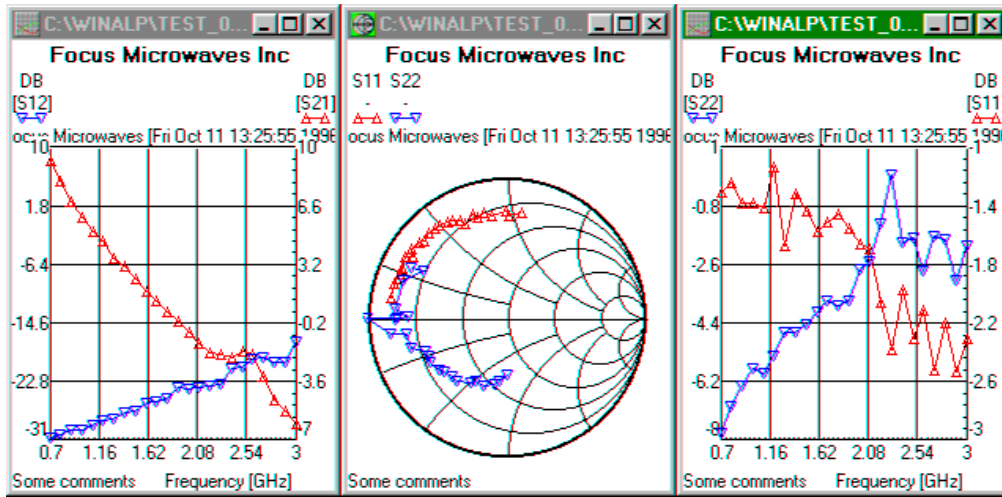 C:\WINALP\TEST_0...
Focus Microwaves Inc
DB DB
[S12] [S21]
ocus Microwaves [Fri Oct 11 13:25:55 1996
10 10
1.8 6.6
-6.4 3.2
-14.6 -0.2
-22.8 -3.6
-31 -7
0.7 1.16 1.62 2.08 2.54 3
Some comments Frequency [GHz]
C:\WINALP\TEST_0...
Focus Microwaves Inc
S11 S22
- -
ocus Microwaves [Fri Oct 11 13:25:55 1996
Some comments
C:\WINALP\TEST_0...
Focus Microwaves Inc
DB DB
[S22] [S11
ocus Microwaves [Fri Oct 11 13:25:55 1996
-1 -1
-0.8 -1.4
-2.6 -1.8
-4.4 -2.2
-6.2 -2.6
-8 -3
0.7 1.16 1.62 2.08 2.54 3
Some comments Frequency [GHz]